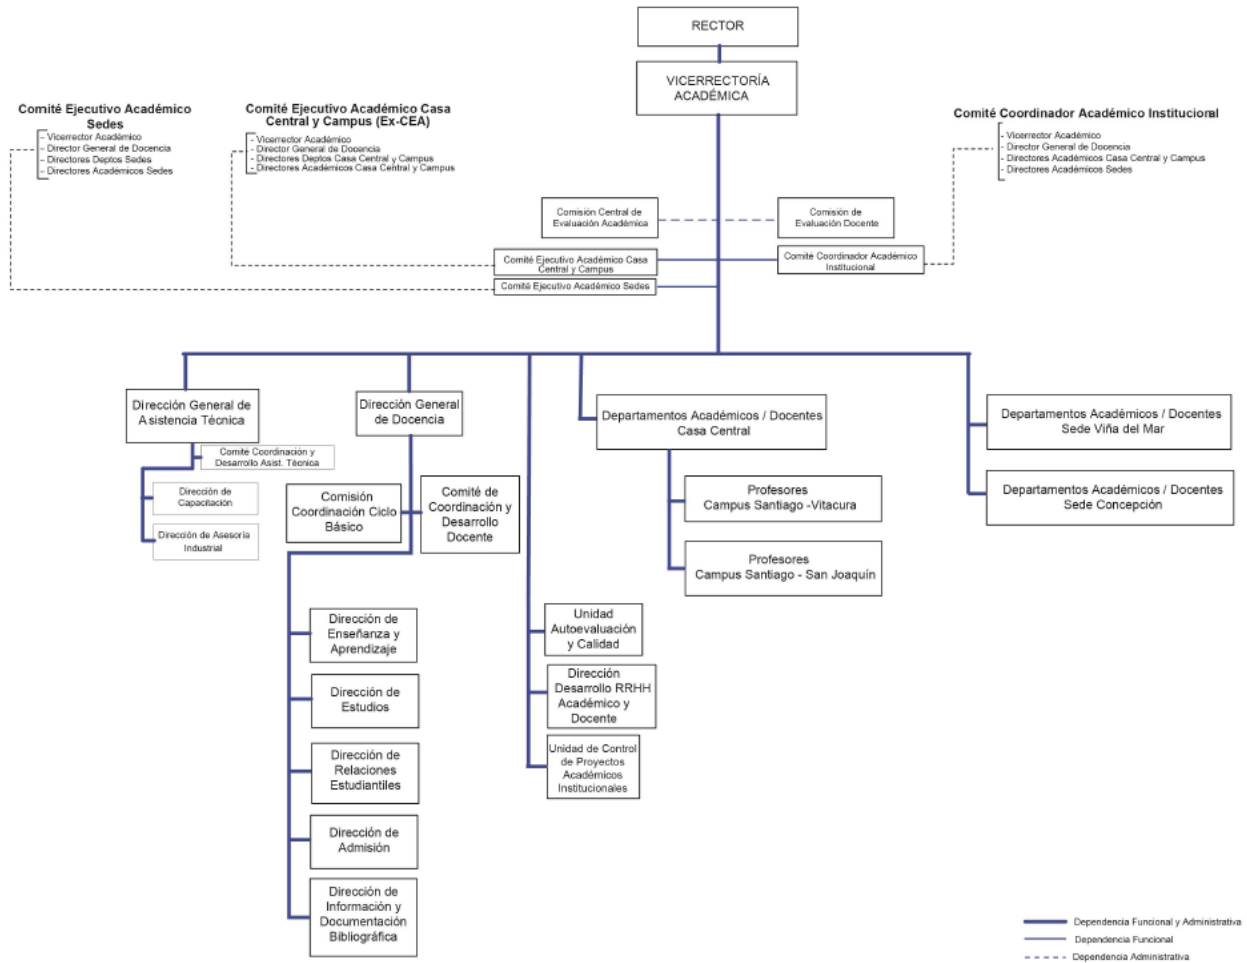 RECTOR
VICERRECTORÍA
ACADÉMICA
Comité Ejecutivo Académico
Sedes
– Vicerrector Académico
– Director General de Docencia
– Directores Deptos Sedes
– Directores Académicos Sedes
Comité Ejecutivo Académico Casa
Central y Campus (Ex-CEA)
- Vicerrector Académico
- Director General de Docencia
- Directores Deptos Casa Central y Campus
- Directores Académicos Casa Central y Campus
Comité Coordinador Académico Institucional
- Vicerrector Académico
- Director General de Docencia
- Directores Académicos Casa Central y Campus
- Directores Académicos Sedes
Comisión Central de
Evaluación Académica
Comisión de
Evaluación Docente
Comité Ejecutivo Académico Casa
Central y Campus
Comité Coordinador Académico
Institucional
Comité Ejecutivo Académico Sedes
Dirección General de
Asistencia Técnica
Comité Coordinación y
Desarrollo Asist. Técnica
Dirección de
Capacitación
Dirección de Asesoría
Industrial
Dirección General
de Docencia
Comisión
Coordinación Ciclo
Básico
Comité de
Coordinación y
Desarrollo
Docente
Dirección de
Enseñanza y
Aprendizaje
Dirección de
Estudios
Dirección de
Relaciones
Estudiantiles
Dirección de
Admisión
Dirección de
Información y
Documentación
Bibliográfica
Unidad
Autoevaluación
y Calidad
Dirección
Desarrollo RRHH
Académico y
Docente
Unidad de Control
de Proyectos
Académicos
Institucionales
Departamentos Académicos / Docentes
Casa Central
Profesores
Campus Santiago -Vitacura
Profesores
Campus Santiago - San Joaquín
Departamentos Académicos / Docentes
Sede Viña del Mar
Departamentos Académicos / Docentes
Sede Concepción
Dependencia Funcional y Administrativa
Dependencia Funcional
Dependencia Administrativa